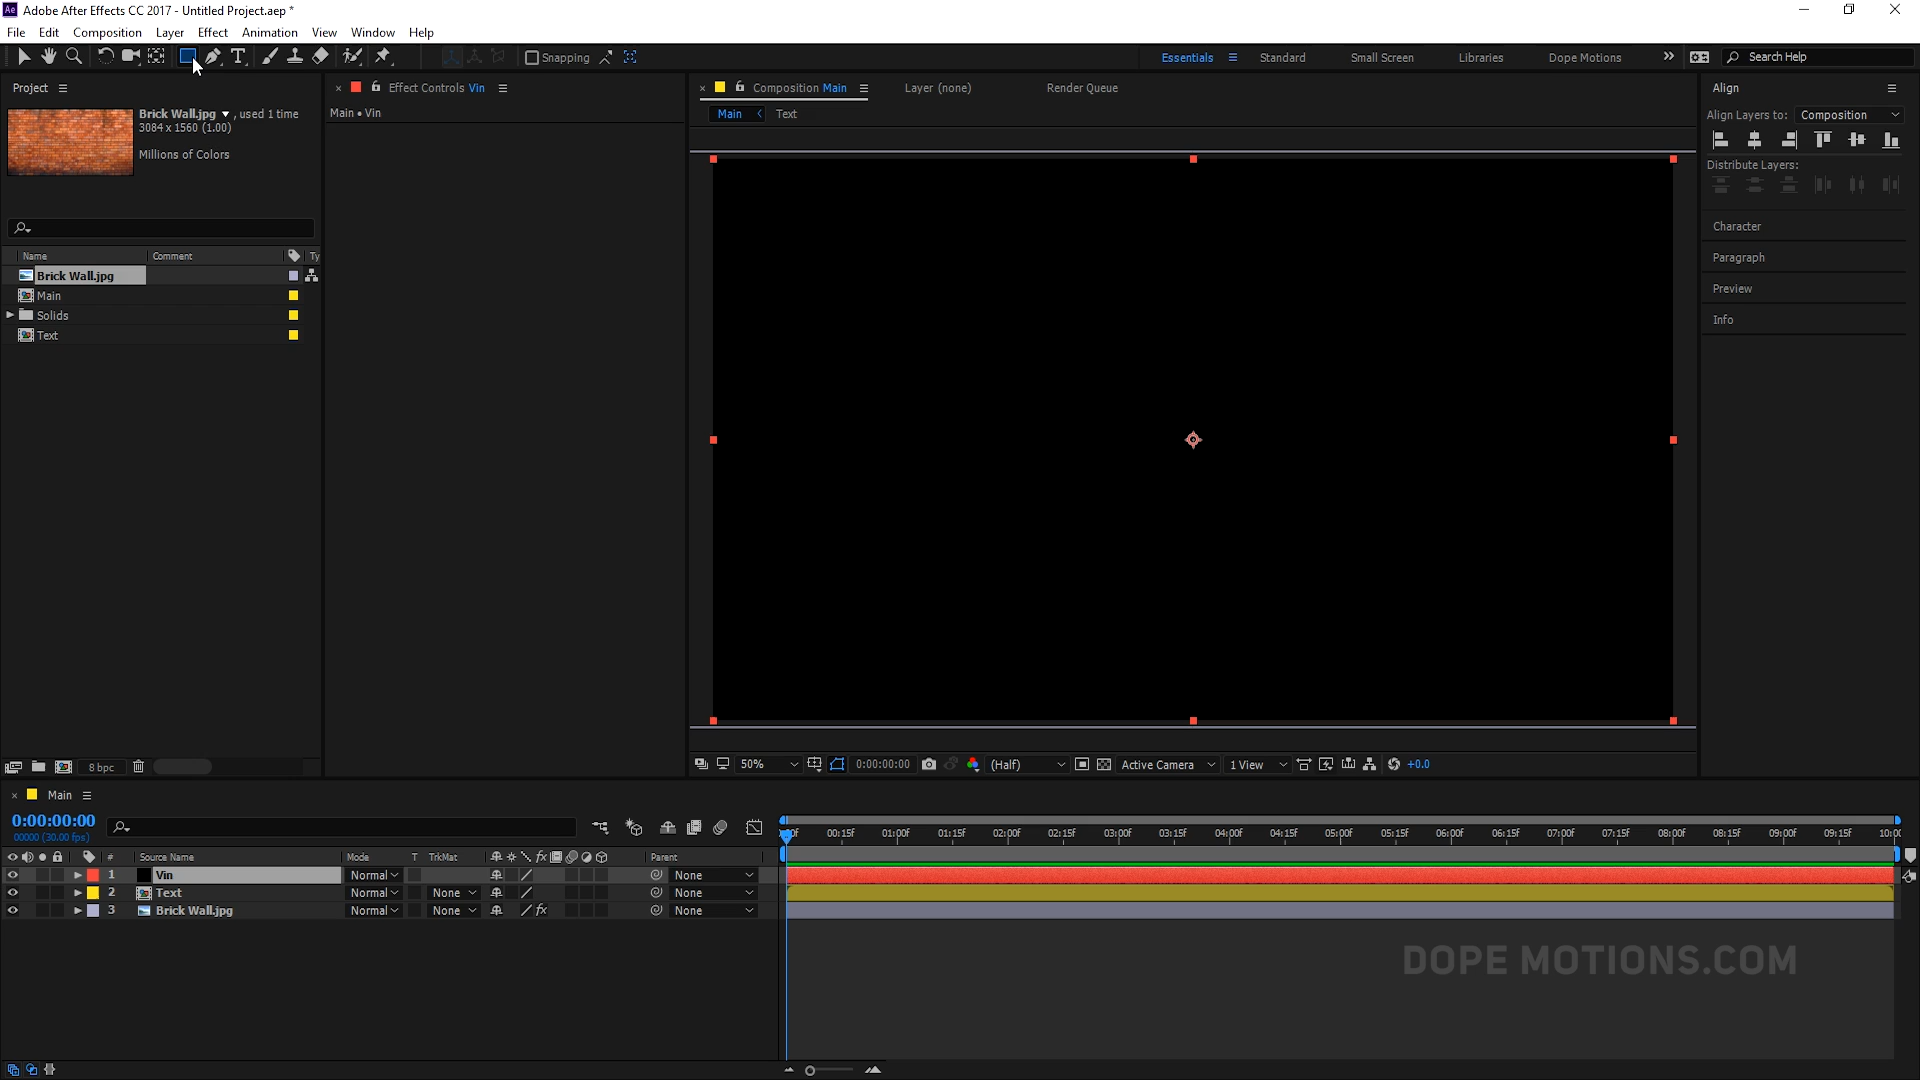 Ae Adobe After Effects CC 2017 - Untitled Project.aep *
File Edit Composition Layer Effect Animation View Window Help
Snapping
Essentials Standard Small Screen Libraries Dope Motions Search Help
Project
Brick Wall.jpg , used 1 time
3084 x 1560 (1.00)
Millions of Colors
Name Comment Ty
Brick Wall.jpg
Main
Solids
Text
8 bpc
Effect Controls Vin
Main • Vin
Composition Main Layer (none) Render Queue
Main Text
50% 0:00:00:00 (Half) Active Camera 1 View +0.0
Align
Align Layers to: Composition
Distribute Layers:
Character
Paragraph
Preview
Info
Main
0:00:00:00
00000 (30.00 fps)
00:15f 01:00f 01:15f 02:00f 02:15f 03:00f 03:15f 04:00f 04:15f 05:00f 05:15f 06:00f 06:15f 07:00f 07:15f 08:00f 08:15f 09:00f 09:15f
# Source Name Mode T TrkMat fx Parent
1 Vin Normal None
2 Text Normal None None
3 Brick Wall.jpg Normal None fx None
DOPE MOTIONS.COM